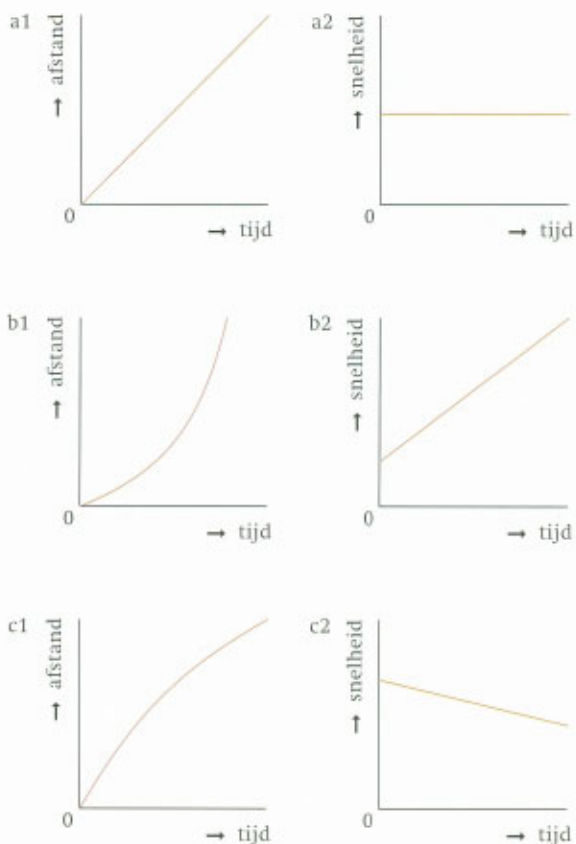 a1
→ afstand
0
→ tijd
a2
→ snelheid
0
→ tijd
b1
→ afstand
0
→ tijd
b2
→ snelheid
0
→ tijd
c1
→ afstand
0
→ tijd
c2
→ snelheid
0
→ tijd